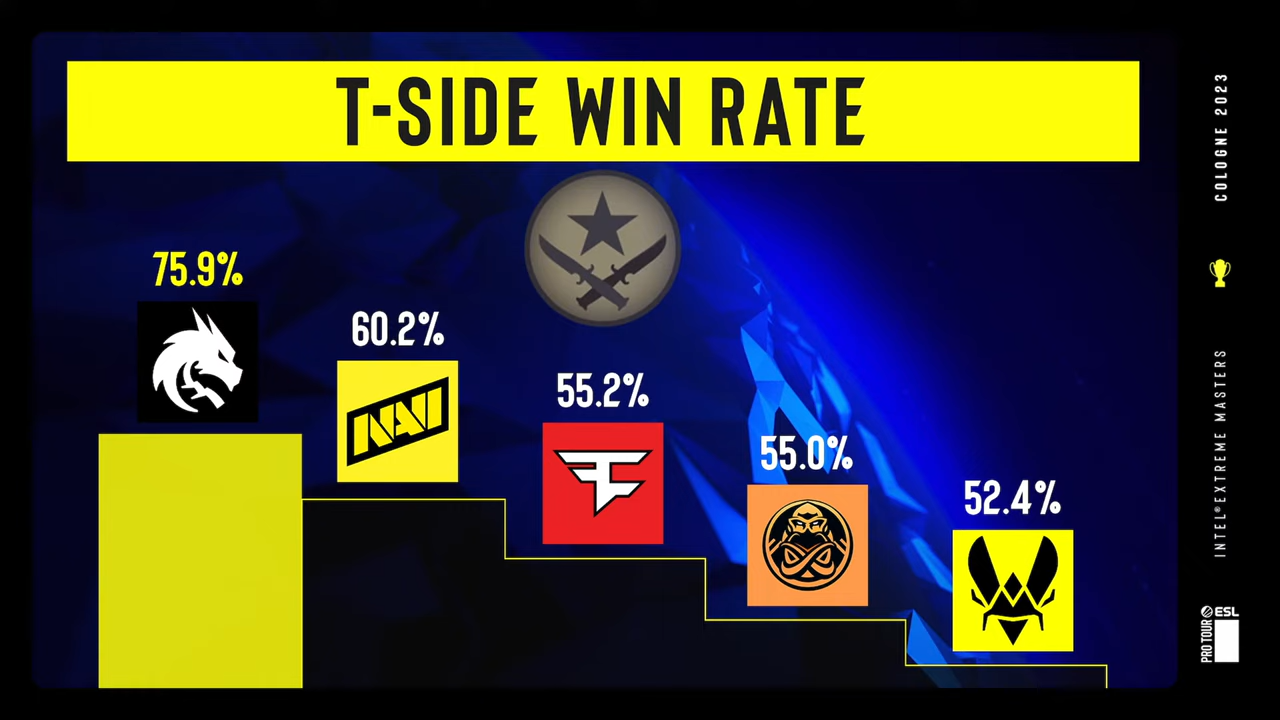 T-SIDE WIN RATE
75.9%
60.2%
NAVI
55.2%
55.0%
52.4%
COLOGNE 2023
INTEL® EXTREME MASTERS
ESL
PRO TOUR